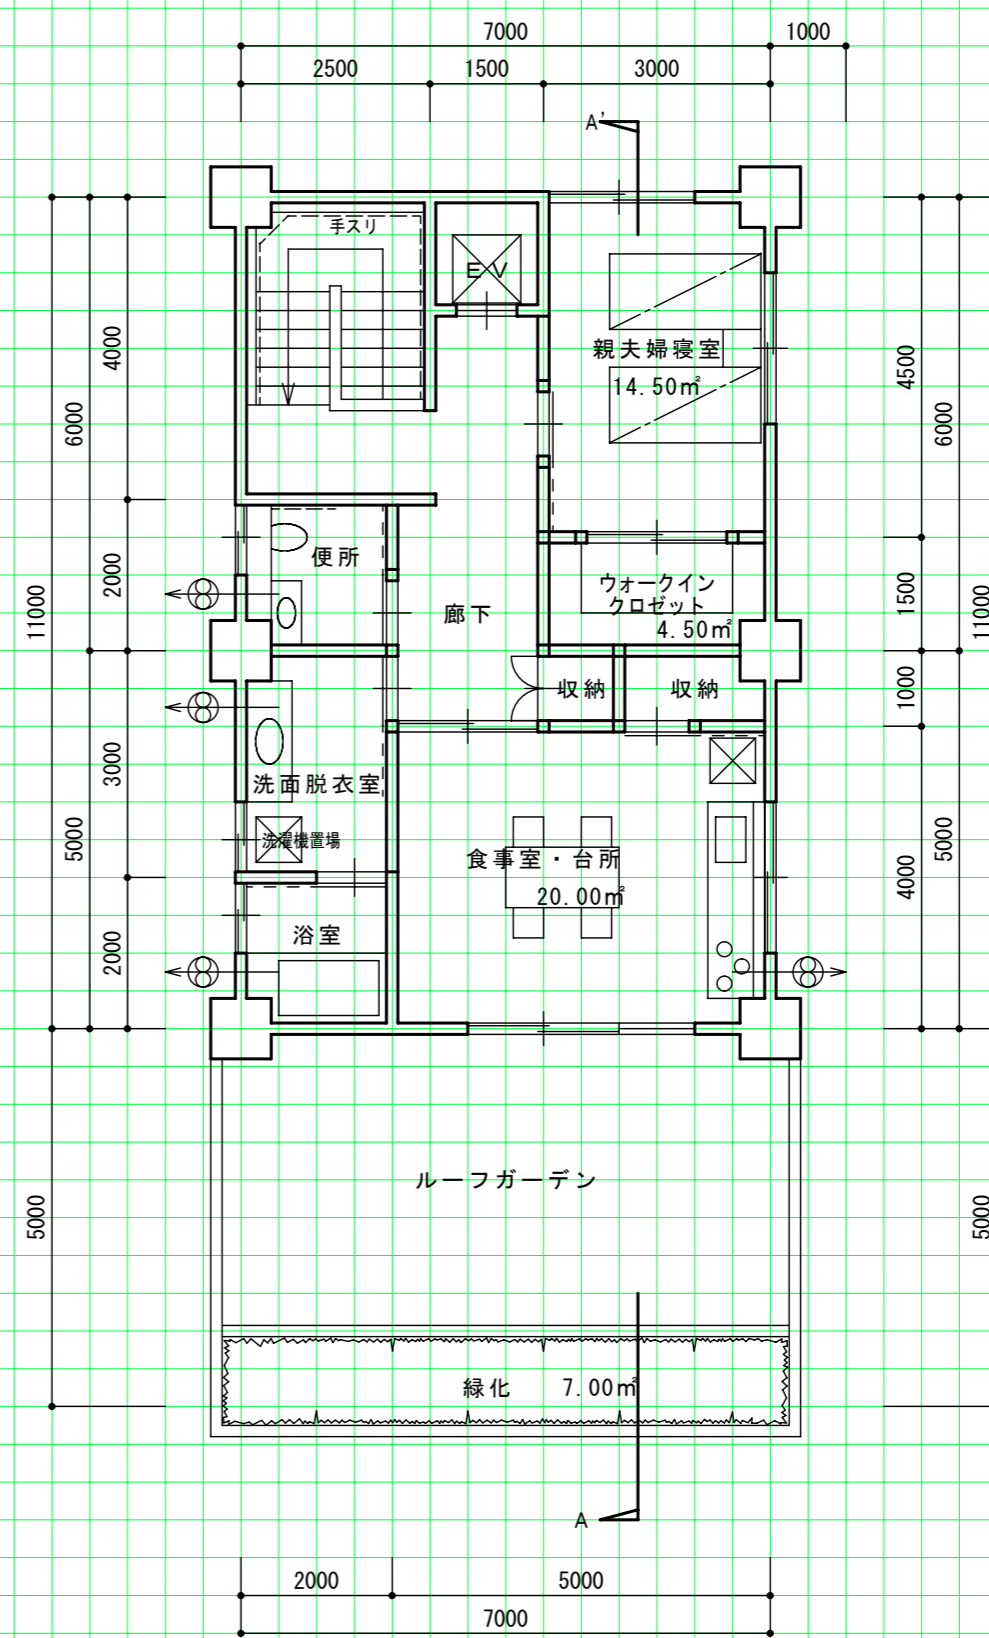 7000
1000
2500
1500
3000
A'
手スリ
EV
4000
親夫婦寝室
4500
14.50㎡
6000
6000
便所
2000
ウォークイン
クロゼット
1500
廊下
11000
11000
4.50㎡
収納
収納
1000
3000
洗面脱衣室
5000
洗濯機置場
5000
食事室・台所
4000
20.00㎡
浴室
2000
ルーフガーデン
5000
5000
緑化 7.00㎡
A
2000
5000
7000